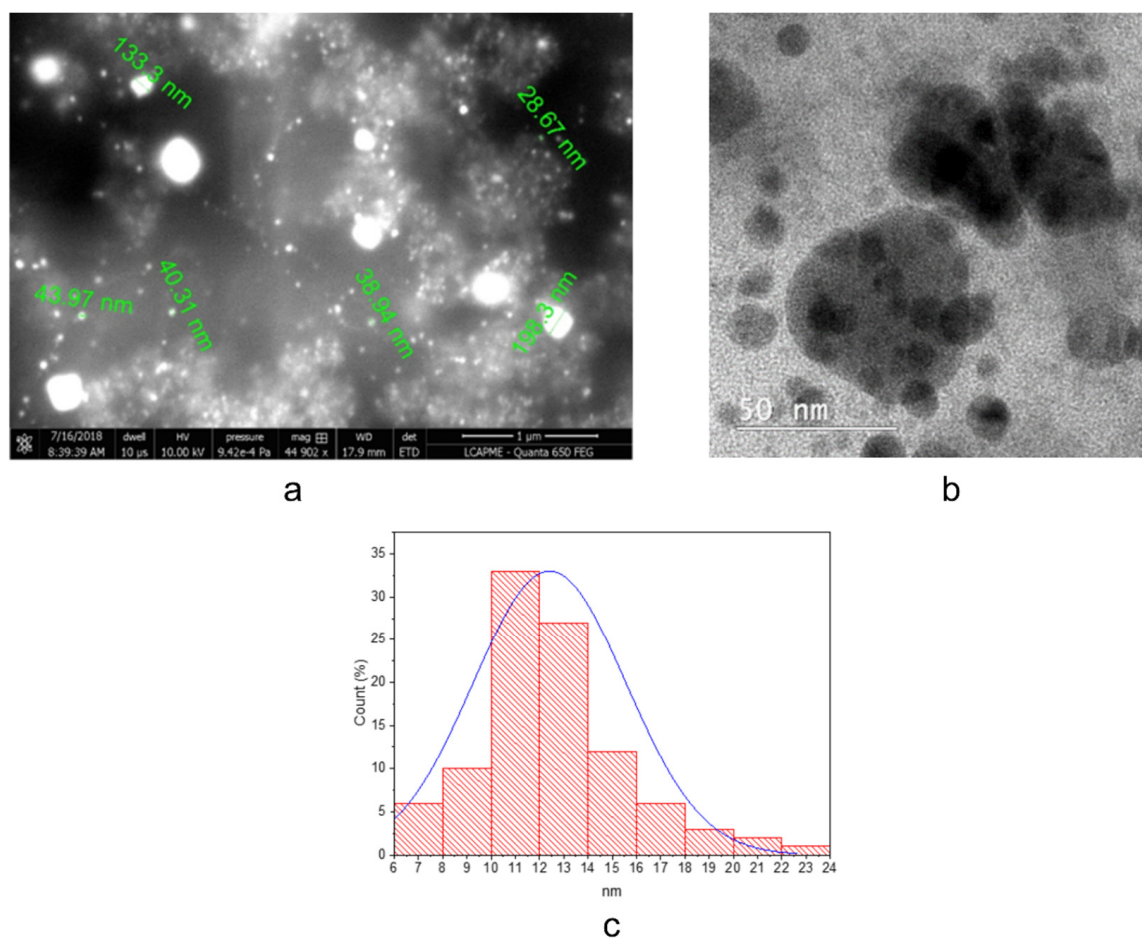 133.3 nm
28.67 nm
43.97 nm
40.31 nm
38.94 nm
198.3 nm
7/16/2018 dwell HV pressure mag WD det 1 µm
8:39:39 AM 10 µs 10.00 kV 9.42e-4 Pa 44 902 x 17.9 mm ETD LCAPME - Quanta 650 FEG
a
50 nm
b
Count (%)
35
30
25
20
15
10
5
0
6 7 8 9 10 11 12 13 14 15 16 17 18 19 20 21 22 23 24
nm
c